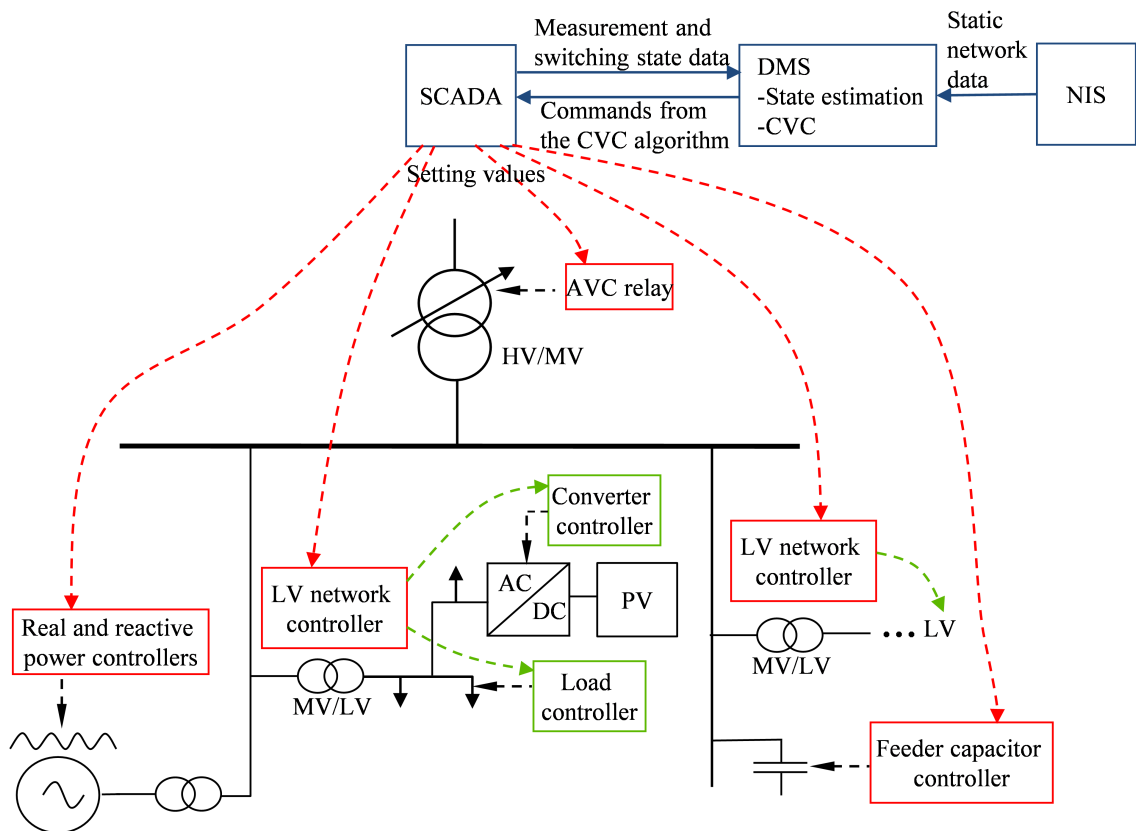 Measurement and
switching state data
Static
network
data
SCADA
DMS
-State estimation
-CVC
NIS
Commands from
the CVC algorithm
Setting values
AVC relay
HV/MV
Converter
controller
LV network
controller
AC
DC
PV
LV network
controller
Real and reactive
power controllers
LV
MV/LV
MV/LV
Load
controller
Feeder capacitor
controller